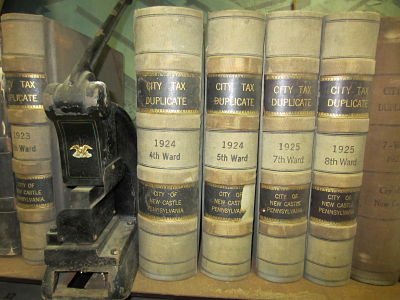 CITY TAX
DUPLICATE
1923
Ward
CITY OF
NEW CASTLE
PENNSYLVANIA
CITY TAX
DUPLICATE
1924
4th Ward
CITY OF
NEW CASTLE
PENNSYLVANIA
CITY TAX
DUPLICATE
1924
5th Ward
CITY OF
NEW CASTLE
PENNSYLVANIA
CITY TAX
DUPLICATE
1925
7th Ward
CITY OF
NEW CASTLE
PENNSYLVANIA
CITY TAX
DUPLICATE
1925
8th Ward
CITY OF
NEW CASTLE
PENNSYLVANIA